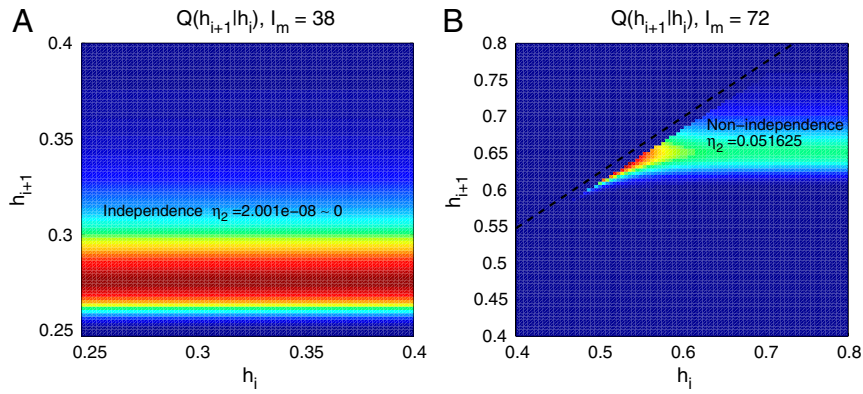 A
Q(h_{i+1}|h_i), I_m = 38
0.4
0.35
0.3
0.25
h_{i+1}
Independence η_2 =2.001e−08 ~ 0
0.25
0.3
0.35
0.4
h_i
B
Q(h_{i+1}|h_i), I_m = 72
0.8
0.75
0.7
0.65
0.6
0.55
0.5
0.45
0.4
h_{i+1}
Non−independence
η_2 =0.051625
0.4
0.5
0.6
0.7
0.8
h_i